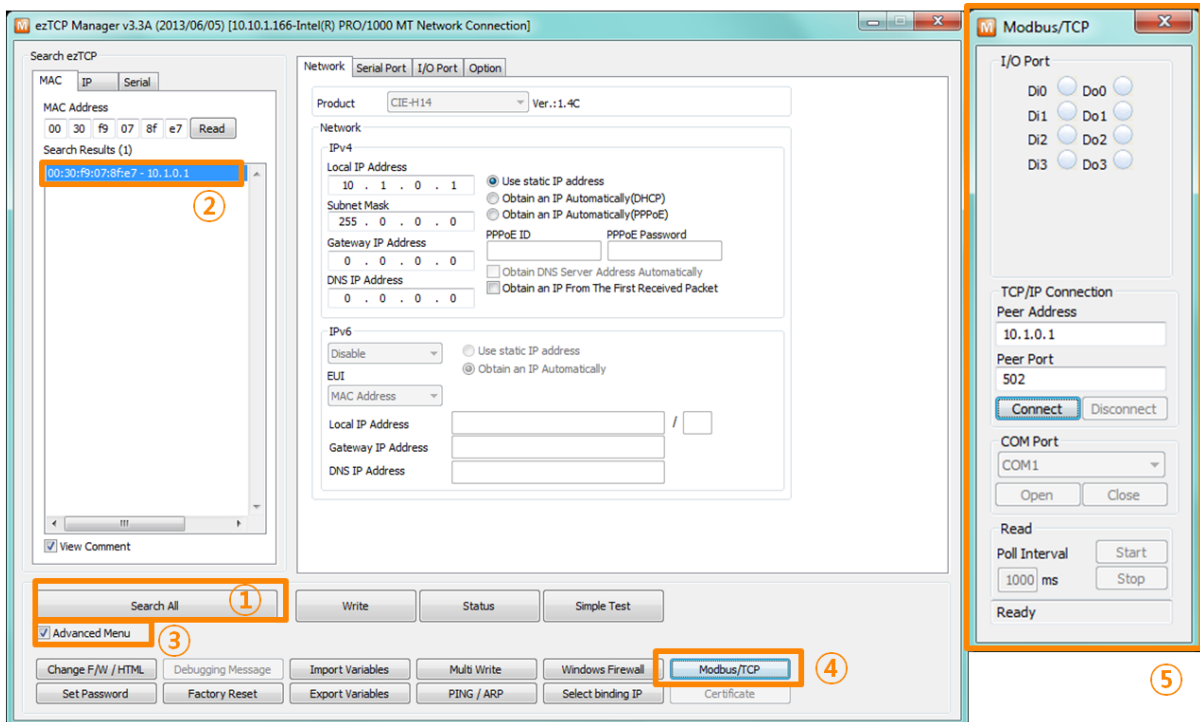 ezTCP Manager v3.3A (2013/06/05) [10.10.1.166-Intel(R) PRO/1000 MT Network Connection]
Search ezTCP
MAC IP Serial
MAC Address
00 30 f9 07 8f e7 Read
Search Results (1)
00:30:f9:07:8f:e7 - 10.1.0.1
②
View Comment
Network Serial Port I/O Port Option
Product CIE-H14 Ver.:1.4C
Network
IPv4
Local IP Address
10 . 1 . 0 . 1
Subnet Mask
255 . 0 . 0 . 0
Gateway IP Address
0 . 0 . 0 . 0
DNS IP Address
0 . 0 . 0 . 0
Use static IP address
Obtain an IP Automatically(DHCP)
Obtain an IP Automatically(PPPoE)
PPPoE ID PPPoE Password
Obtain DNS Server Address Automatically
Obtain an IP From The First Received Packet
IPv6
Disable
Use static IP address
Obtain an IP Automatically
EUI
MAC Address
Local IP Address /
Gateway IP Address
DNS IP Address
Search All ① Write Status Simple Test
Advanced Menu ③
Change F/W / HTML Debugging Message Import Variables Multi Write Windows Firewall Modbus/TCP ④
Set Password Factory Reset Export Variables PING / ARP Select binding IP Certificate
Modbus/TCP
I/O Port
Di0 Do0
Di1 Do1
Di2 Do2
Di3 Do3
TCP/IP Connection
Peer Address
10.1.0.1
Peer Port
502
Connect Disconnect
COM Port
COM1
Open Close
Read
Poll Interval Start
1000 ms Stop
Ready
⑤